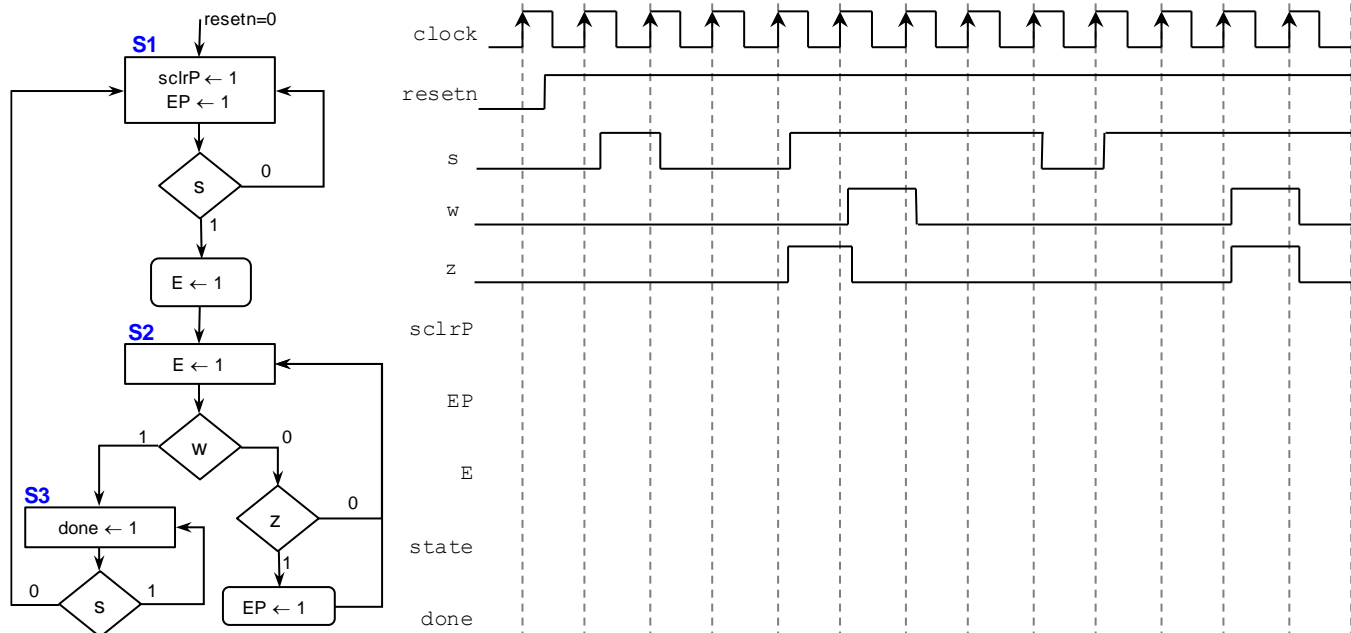 resetn=0
S1
sclrP ← 1
EP ← 1
s
0
1
E ← 1
S2
E ← 1
w
1
0
S3
done ← 1
z
0
1
EP ← 1
s
0
1
clock
resetn
s
w
z
sclrP
EP
E
state
done